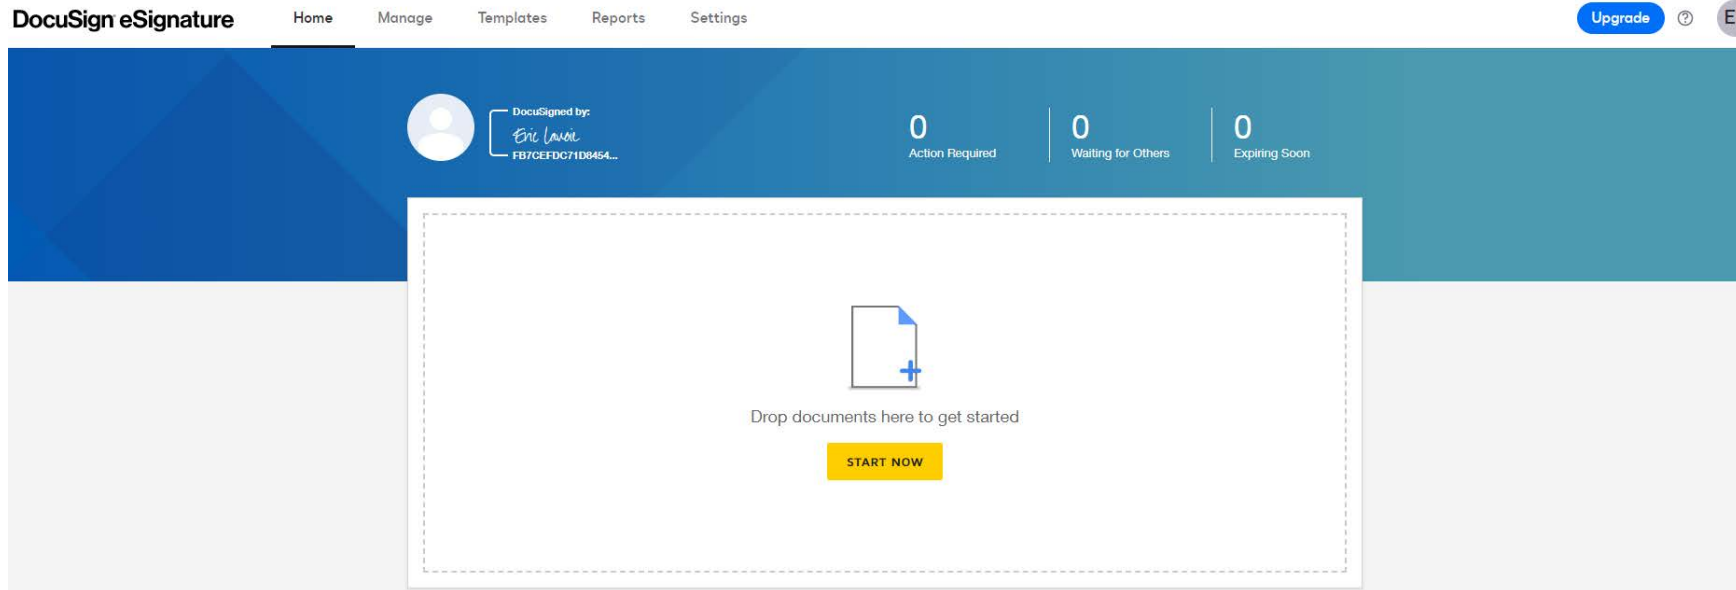 DocuSign eSignature
Home Manage Templates Reports Settings
Upgrade ? E
DocuSigned by:
Eric Lavoie
FB7CEFDC71D8454...
0 0 0
Action Required Waiting for Others Expiring Soon
Drop documents here to get started
START NOW